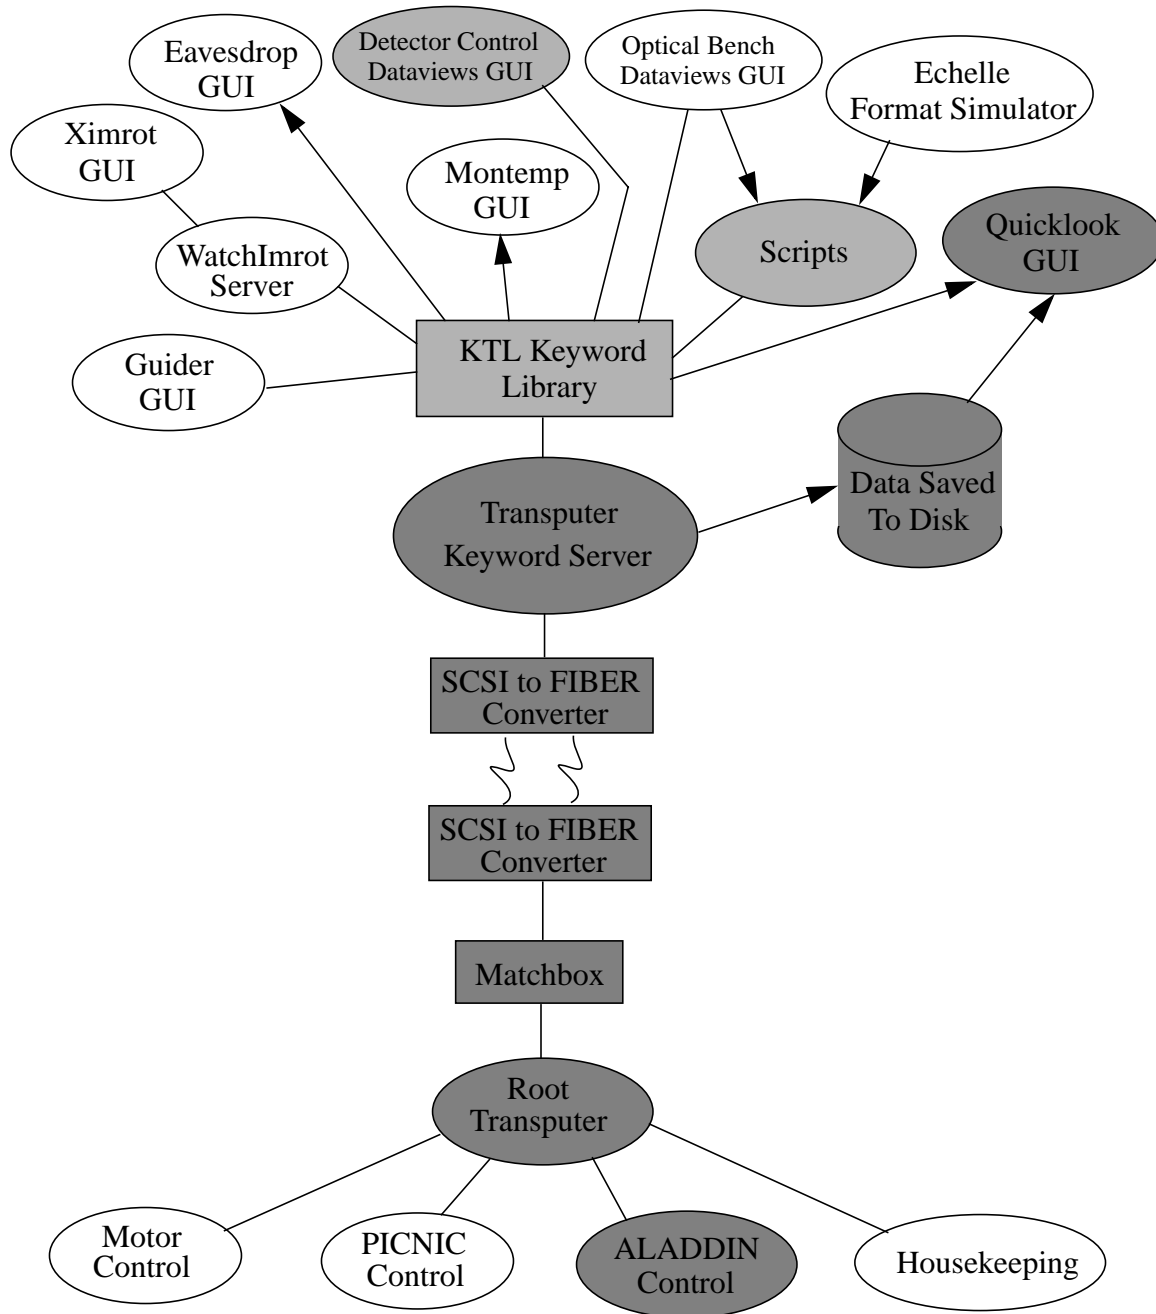 Eavesdrop
GUI
Detector Control
Dataviews GUI
Optical Bench
Dataviews GUI
Echelle
Format Simulator
Ximrot
GUI
Montemp
GUI
Scripts
Quicklook
GUI
WatchImrot
Server
KTL Keyword
Library
Guider
GUI
Data Saved
To Disk
Transputer
Keyword Server
SCSI to FIBER
Converter
SCSI to FIBER
Converter
Matchbox
Root
Transputer
Motor
Control
PICNIC
Control
ALADDIN
Control
Housekeeping